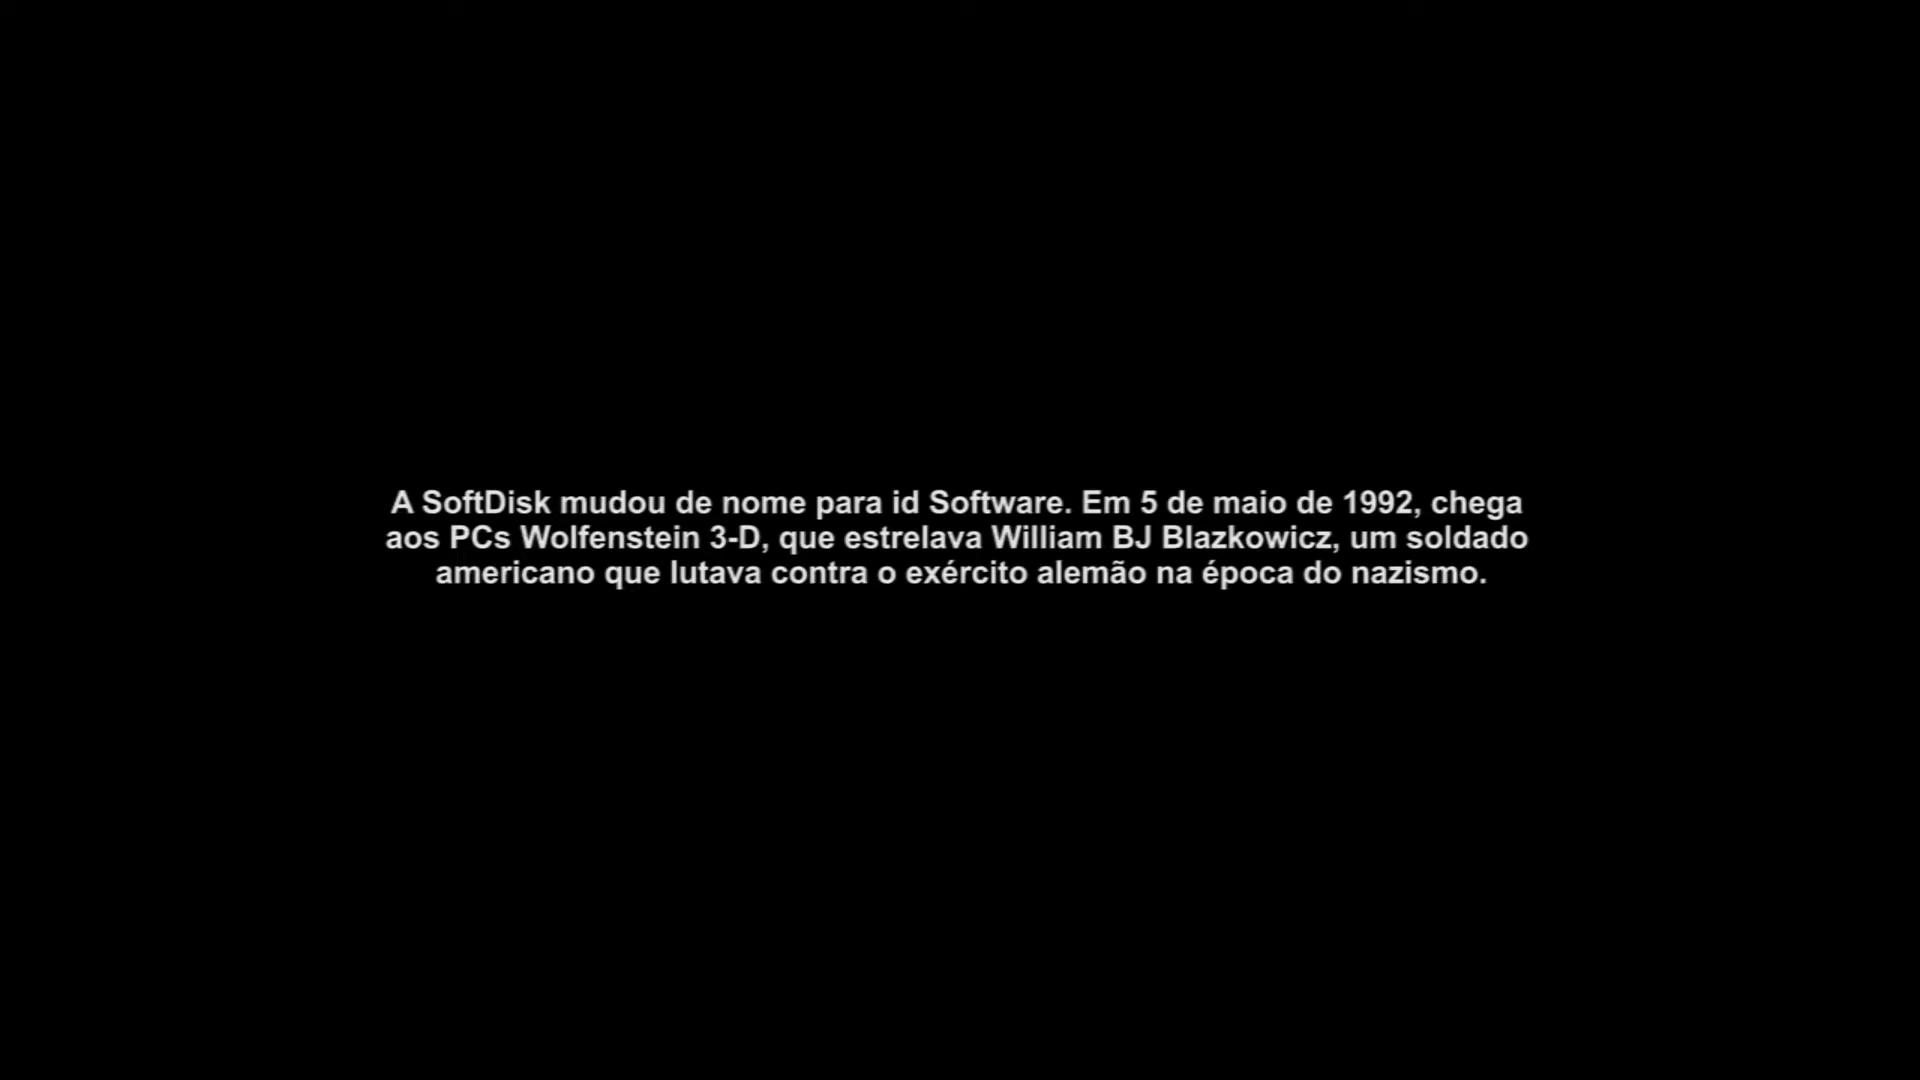 A SoftDisk mudou de nome para id Software. Em 5 de maio de 1992, chega
aos PCs Wolfenstein 3-D, que estrelava William BJ Blazkowicz, um soldado
americano que lutava contra o exército alemão na época do nazismo.